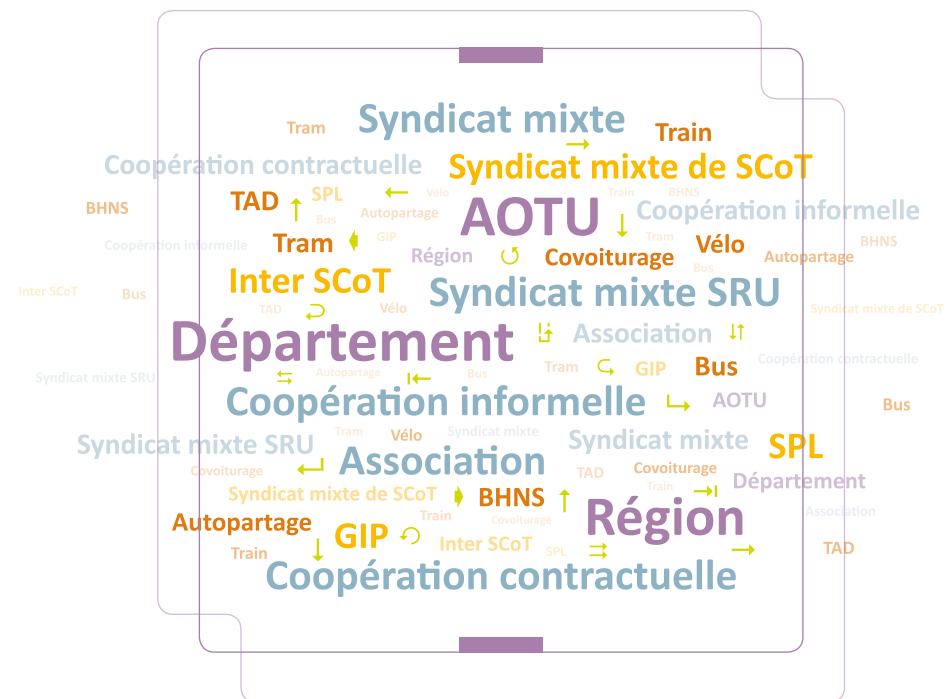 Syndicat mixte
Tram
Train
Coopération contractuelle
Syndicat mixte de SCoT
TAD
SPL
Vélo
Train
BHNS
BHNS
Bus
Autopartage
AOTU
Coopération informelle
Coopération informelle
Tram
GIP
Région
Covoiturage
Tram
Vélo
BHNS
Bus
Autopartage
Inter SCoT
Bus
Inter SCoT
Syndicat mixte SRU
TAD
Vélo
Syndicat mixte de SCoT
Département
Association
Syndicat mixte SRU
Autopartage
Bus
Tram
GIP
Bus
Coopération contractuelle
Coopération informelle
AOTU
Bus
Syndicat mixte SRU
Tram
Vélo
Syndicat mixte
Syndicat mixte
SPL
Covoiturage
Association
TAD
Covoiturage
Département
Syndicat mixte de SCoT
BHNS
Train
Association
Autopartage
GIP
Train
Covoiturage
Région
Train
Inter SCoT
SPL
TAD
Coopération contractuelle